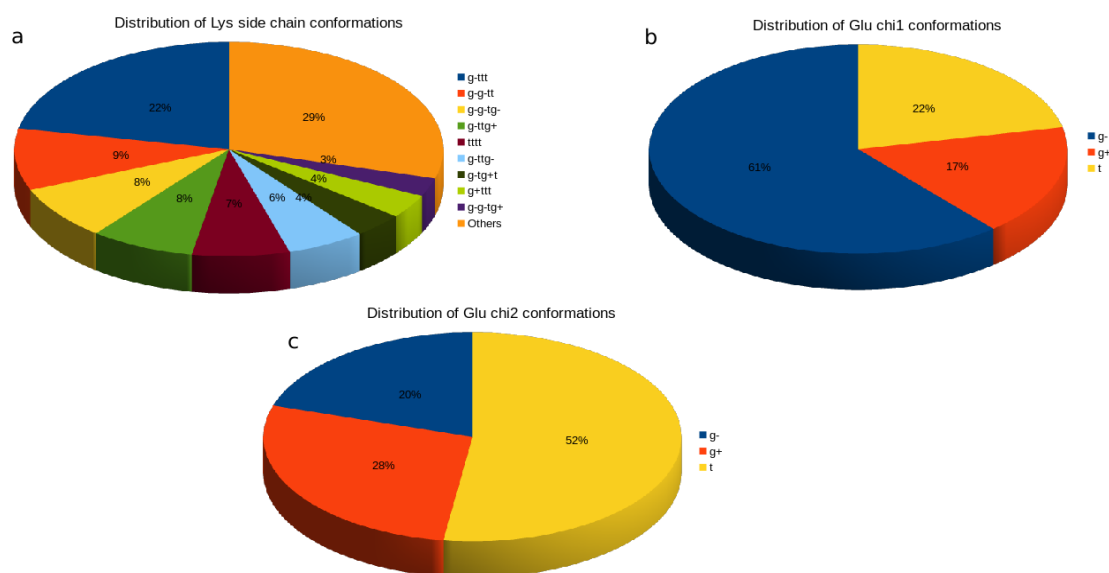 Distribution of Lys side chain conformations
a
22%
9%
8%
8%
7%
6%
4%
4%
3%
29%
g-ttt
g-g-tt
g-g-tg-
g-ttg+
tttt
g-ttg-
g-tg+t
g+ttt
g-g-tg+
Others
Distribution of Glu chi1 conformations
b
22%
61%
17%
g-
g+
t
Distribution of Glu chi2 conformations
c
20%
52%
28%
g-
g+
t